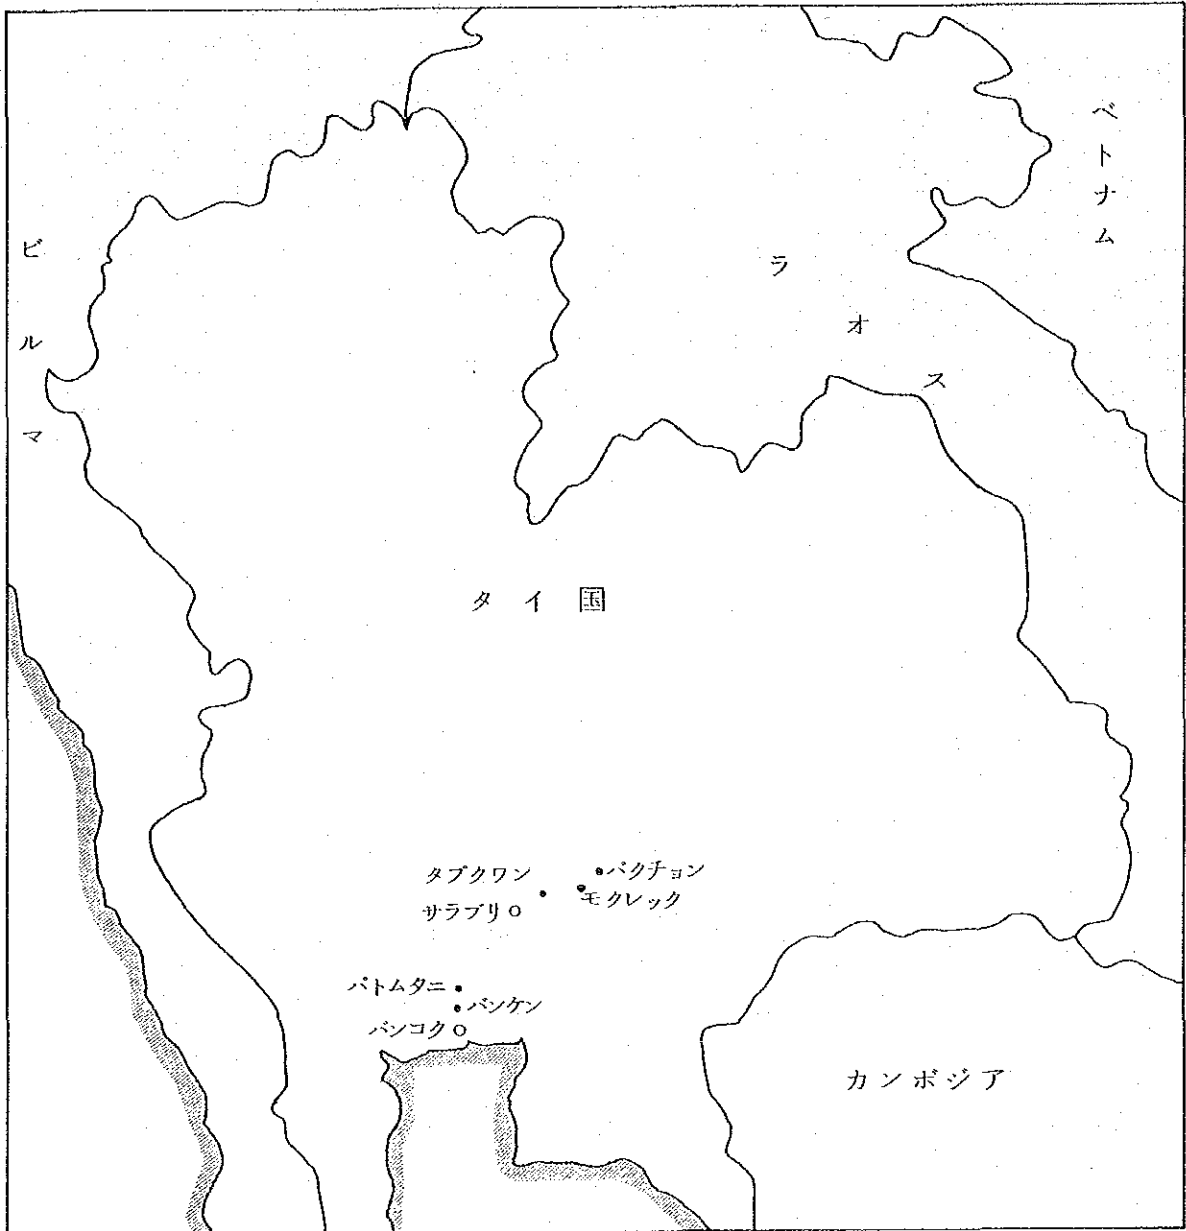 ベトナム
ビルマ
ラオス
タイ国
タブクワン
パクチョン
サラブリ
モクレック
パトムタニ
バンケン
バンコク
カンボジア